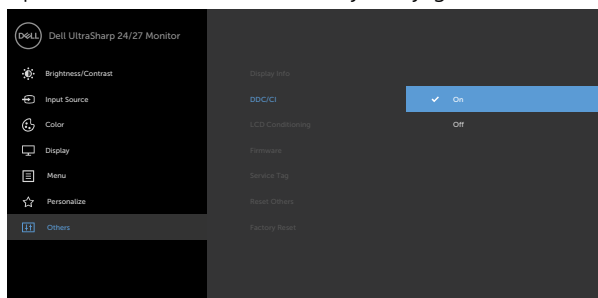 DELL
Dell UltraSharp 24/27 Monitor
Brightness/Contrast
Input Source
Color
Display
Menu
Personalize
Others
Display Info
DDC/CI
LCD Conditioning
Firmware
Service Tag
Reset Others
Factory Reset
On
Off